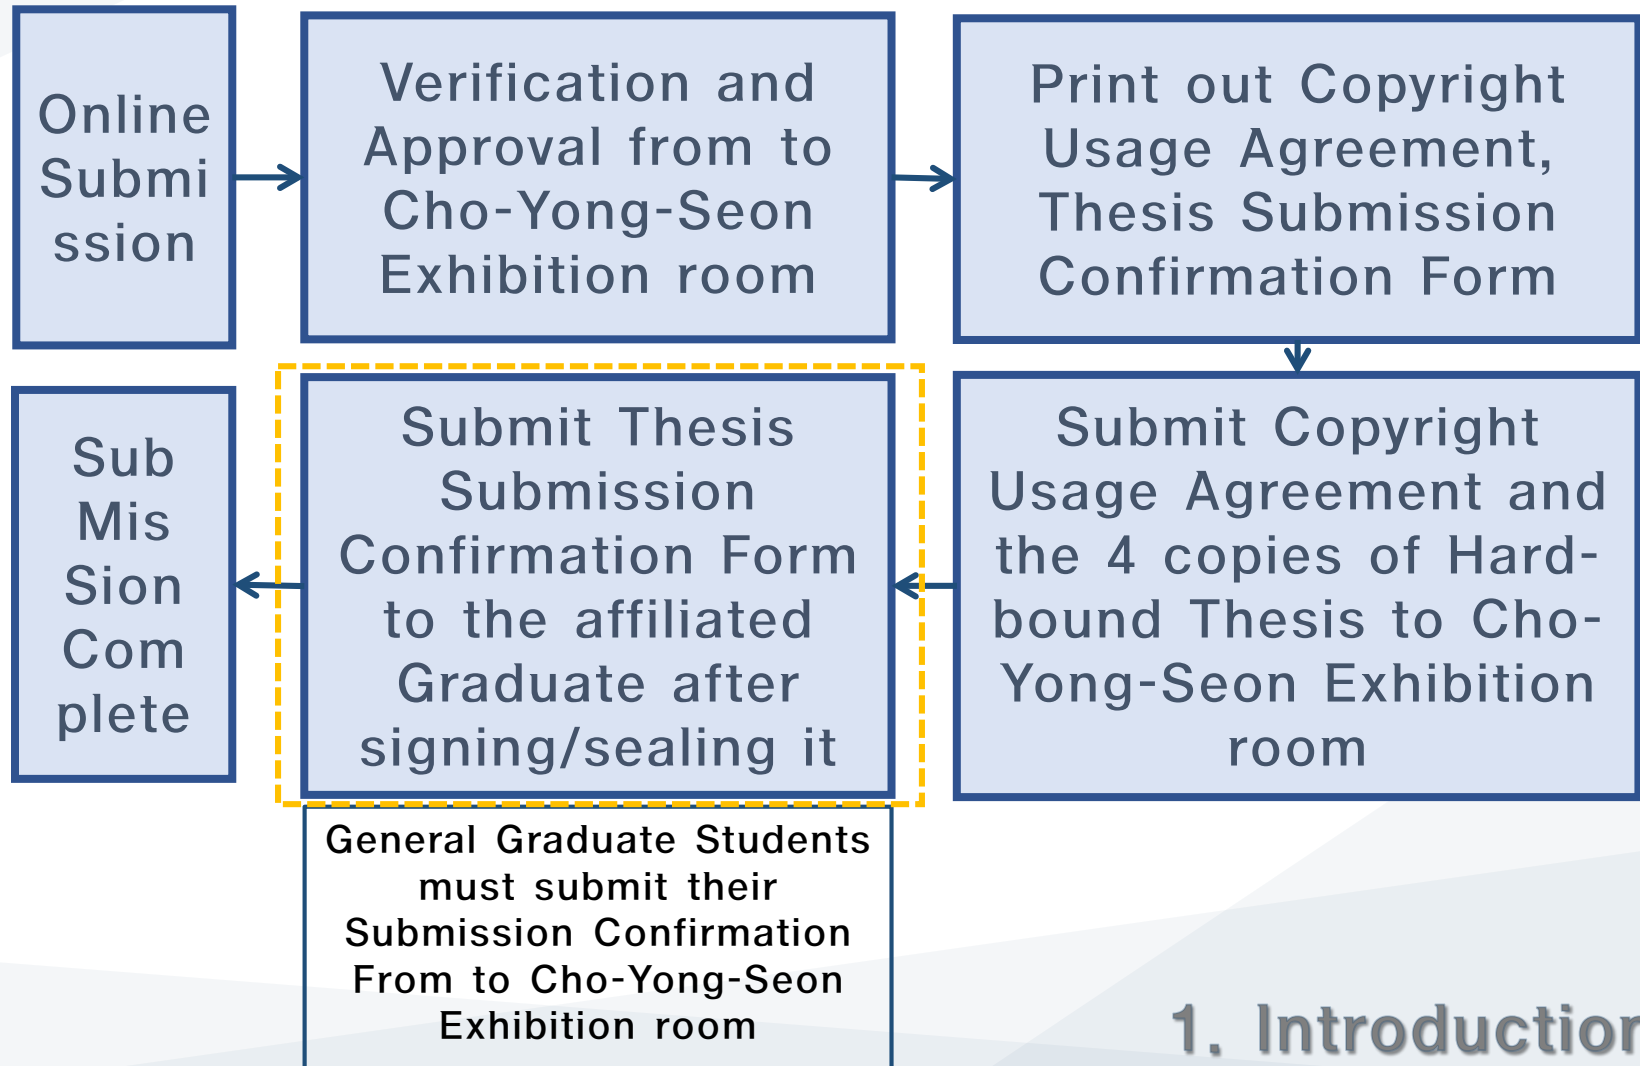 Online
Submi
ssion
Verification and
Approval from to
Cho-Yong-Seon
Exhibition room
Print out Copyright
Usage Agreement,
Thesis Submission
Confirmation Form
Submit Copyright
Usage Agreement and
the 4 copies of Hard-
bound Thesis to Cho-
Yong-Seon Exhibition
room
Submit Thesis
Submission
Confirmation Form
to the affiliated
Graduate after
signing/sealing it
General Graduate Students
must submit their
Submission Confirmation
From to Cho-Yong-Seon
Exhibition room
Sub
Mis
Sion
Com
plete
1. Introduction